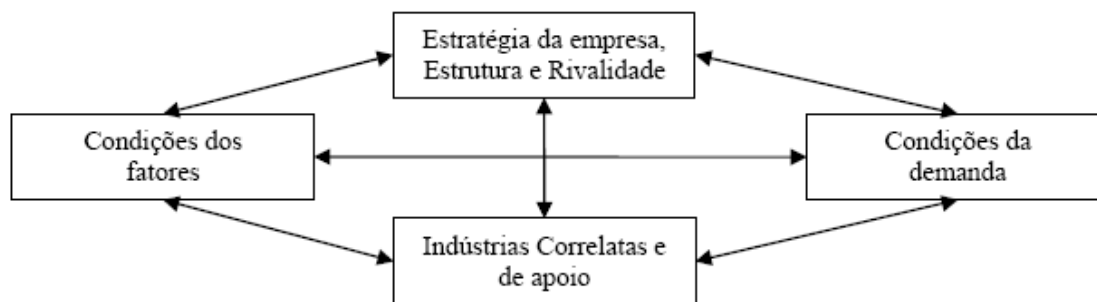 Estratégia da empresa,
Estrutura e Rivalidade
Condições dos
fatores
Condições da
demanda
Indústrias Correlatas e
de apoio